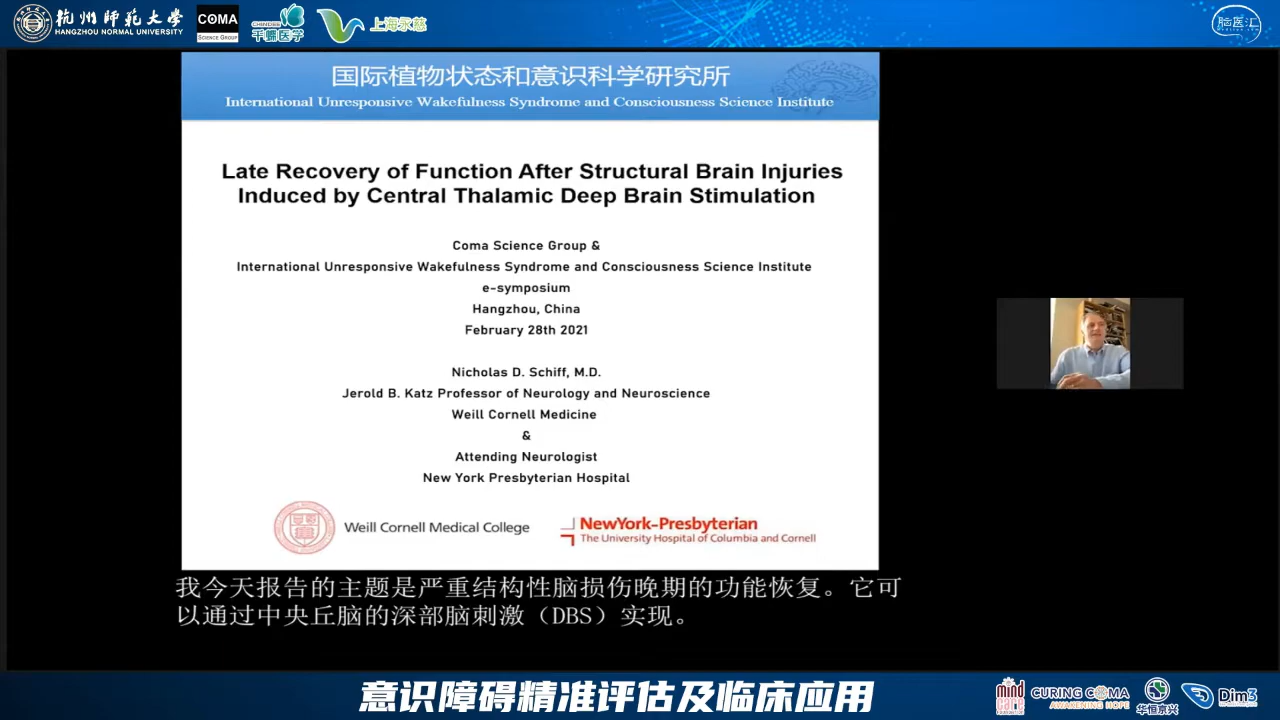 杭州师范大学
HANGZHOU NORMAL UNIVERSITY
COMA
SCIENCE GROUP
CHINESEE
千帆医学
上海永慈
脑医汇
国际植物状态和意识科学研究所
International Unresponsive Wakefulness Syndrome and Consciousness Science Institute
Late Recovery of Function After Structural Brain Injuries
Induced by Central Thalamic Deep Brain Stimulation
Coma Science Group &
International Unresponsive Wakefulness Syndrome and Consciousness Science Institute
e-symposium
Hangzhou, China
February 28th 2021
Nicholas D. Schiff, M.D.
Jerold B. Katz Professor of Neurology and Neuroscience
Weill Cornell Medicine
&
Attending Neurologist
New York Presbyterian Hospital
Weill Cornell Medical College
NewYork-Presbyterian
The University Hospital of Columbia and Cornell
我今天报告的主题是严重结构性脑损伤晚期的功能恢复。它可
以通过中央丘脑的深部脑刺激（DBS）实现。
意识障碍精准评估及临床应用
mind
care
CURING COMA
AWAKENING HOPE
华恒京兴
Dim3